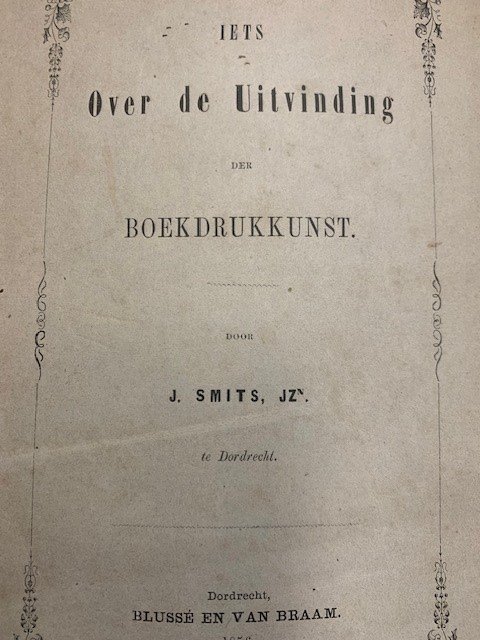 IETS
Over de Uitvinding
DER
BOEKDRUKKUNST.
DOOR
J. SMITS, JZN.
te Dordrecht.
Dordrecht,
BLUSSÉ EN VAN BRAAM.